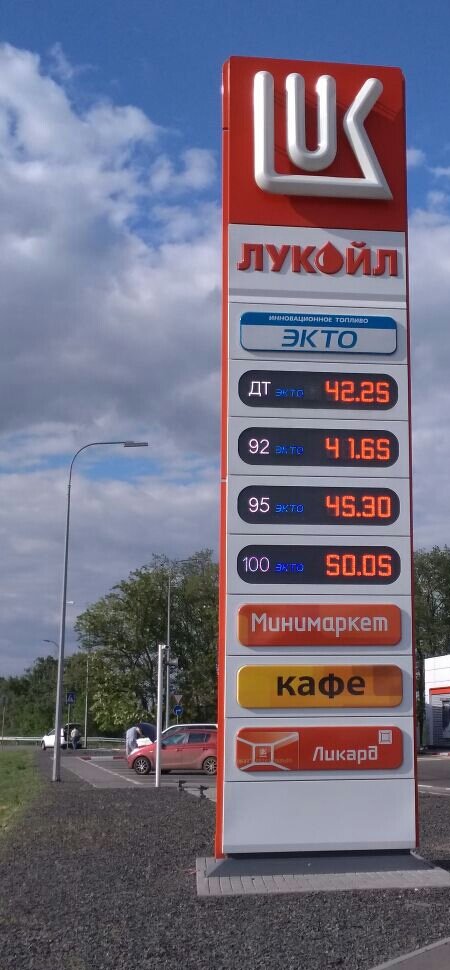 LUK
ЛУКОЙЛ
ИННОВАЦИОННОЕ ТОПЛИВО
ЭКТО
ДТ ЭКТО 42.25
92 ЭКТО 41.65
95 ЭКТО 45.30
100 ЭКТО 50.05
Минимаркет
кафе
Ликард